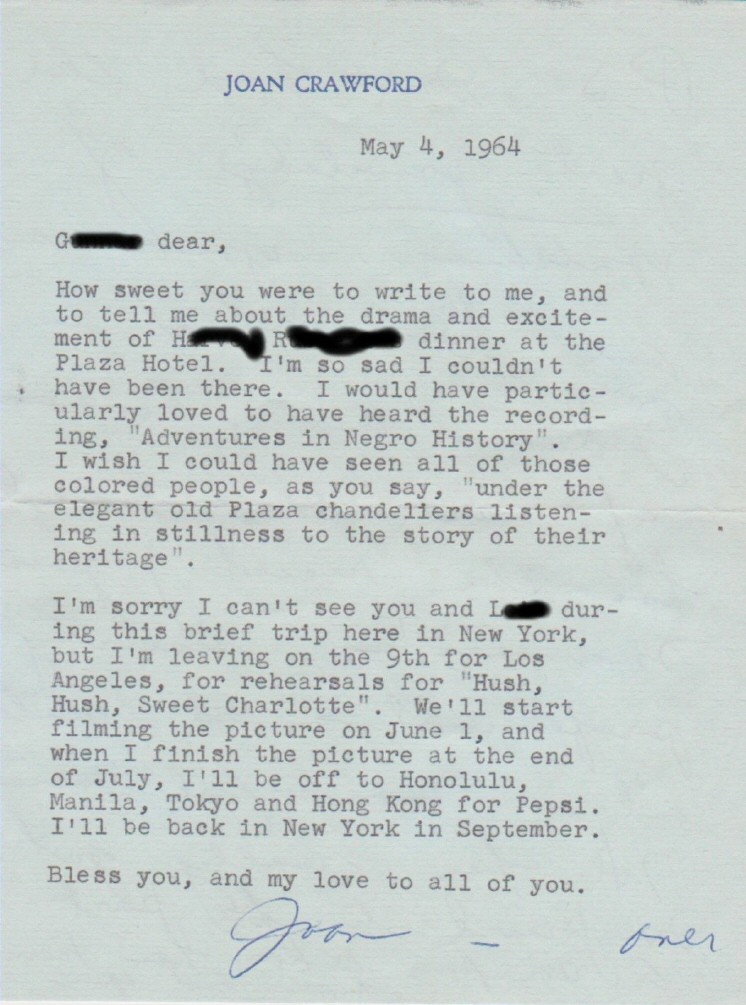 JOAN CRAWFORD
May 4, 1964
G dear,
How sweet you were to write to me, and
to tell me about the drama and excite-
ment of H R dinner at the
Plaza Hotel. I'm so sad I couldn't
have been there. I would have partic-
ularly loved to have heard the record-
ing, "Adventures in Negro History".
I wish I could have seen all of those
colored people, as you say, "under the
elegant old Plaza chandeliers listen-
ing in stillness to the story of their
heritage".
I'm sorry I can't see you and L dur-
ing this brief trip here in New York,
but I'm leaving on the 9th for Los
Angeles, for rehearsals for "Hush,
Hush, Sweet Charlotte". We'll start
filming the picture on June 1, and
when I finish the picture at the end
of July, I'll be off to Honolulu,
Manila, Tokyo and Hong Kong for Pepsi.
I'll be back in New York in September.
Bless you, and my love to all of you.
Joan - over